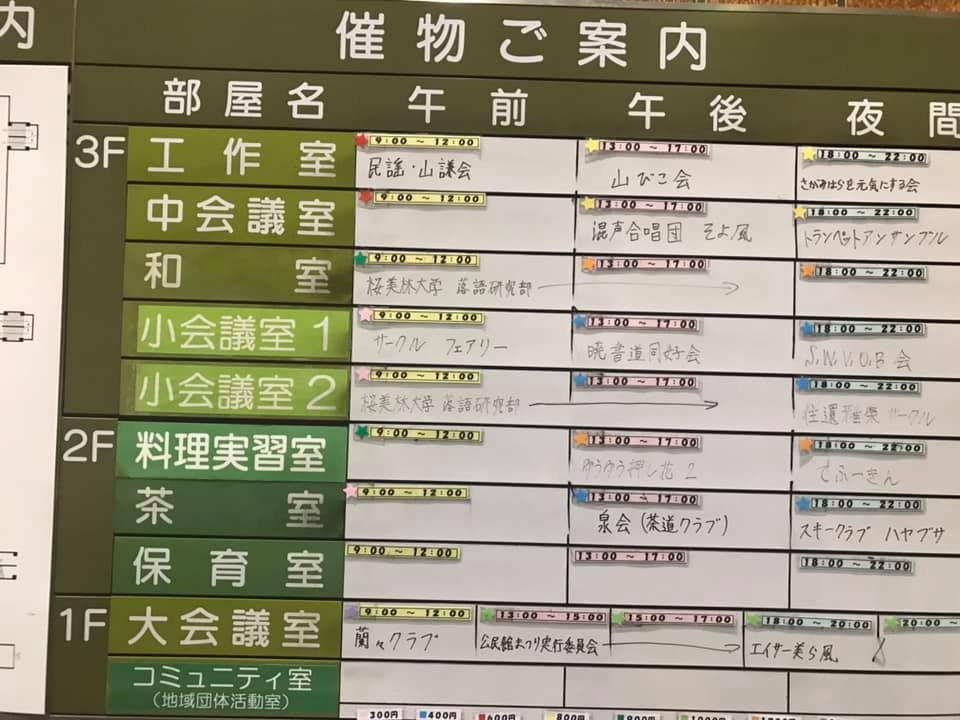 内
催物ご案内
部屋名 午前 午後 夜間
3F 工作室 9:00 ～ 12:00 13:00 ～ 17:00 18:00 ～ 22:00
民謡・山謙会 山びこ会 さがみはらを元気にする会
中会議室 9:00 ～ 12:00 13:00 ～ 17:00 18:00 ～ 22:00
混声合唱団 そよ風 トランペットアンサンブル
和室 9:00 ～ 12:00 13:00 ～ 17:00 18:00 ～ 22:00
桜美林大学 落語研究部 →
小会議室1 9:00 ～ 12:00 13:00 ～ 17:00 18:00 ～ 22:00
サークル フェアリー 暁書道同好会 S.N.V.U.B 会
小会議室2 9:00 ～ 12:00 13:00 ～ 17:00 18:00 ～ 22:00
桜美林大学 落語研究部 → サークル
2F 料理実習室 9:00 ～ 12:00 13:00 ～ 17:00 18:00 ～ 22:00
ゆうゆう押し花 2 さふーきん
茶室 9:00 ～ 12:00 13:00 ～ 17:00 18:00 ～ 22:00
泉会(茶道クラブ) スキークラブ ハヤブサ
保育室 9:00 ～ 12:00 13:00 ～ 17:00 18:00 ～ 22:00
1F 大会議室 9:00 ～ 12:00 13:00 ～ 15:00 15:00 ～ 17:00 18:00 ～ 20:00 20:00 ～
蘭々クラブ 公民館まつり実行委員会 → エイサー美ら風
コミュニティ室
(地域団体活動室)
300円 400円 600円 800円 900円 1000円